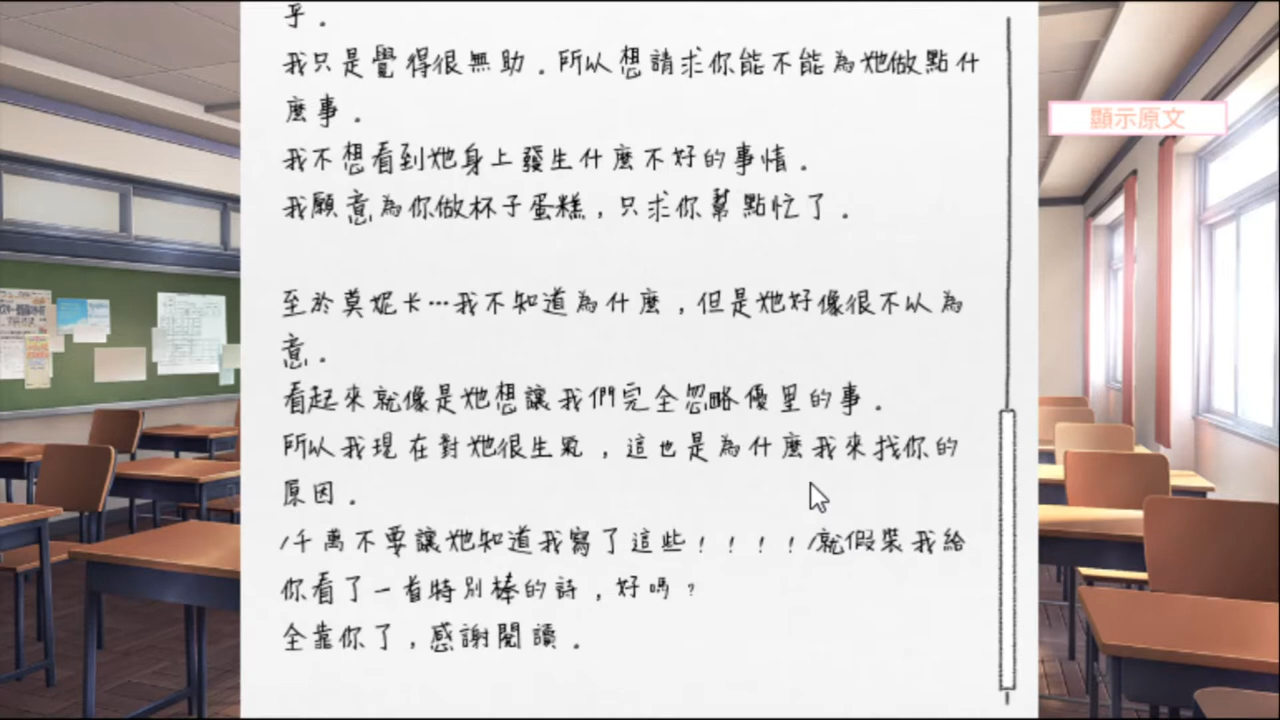 乎。
我只是覺得很無助。所以想請求你能不能為她做點什
麼事。
我不想看到她身上發生什麼不好的事情。
我願意為你做杯子蛋糕，只求你幫點忙了。
至於莫妮卡…我不知道為什麼，但是她好像很不以為
意。
看起來就像是她想讓我們完全忽略優里的事。
所以我現在對她很生氣，這也是為什麼我來找你的
原因。
/千萬不要讓她知道我寫了這些！！！！/就假裝我給
你看了一首特別棒的詩，好嗎？
全靠你了，感謝閱讀。
顯示原文